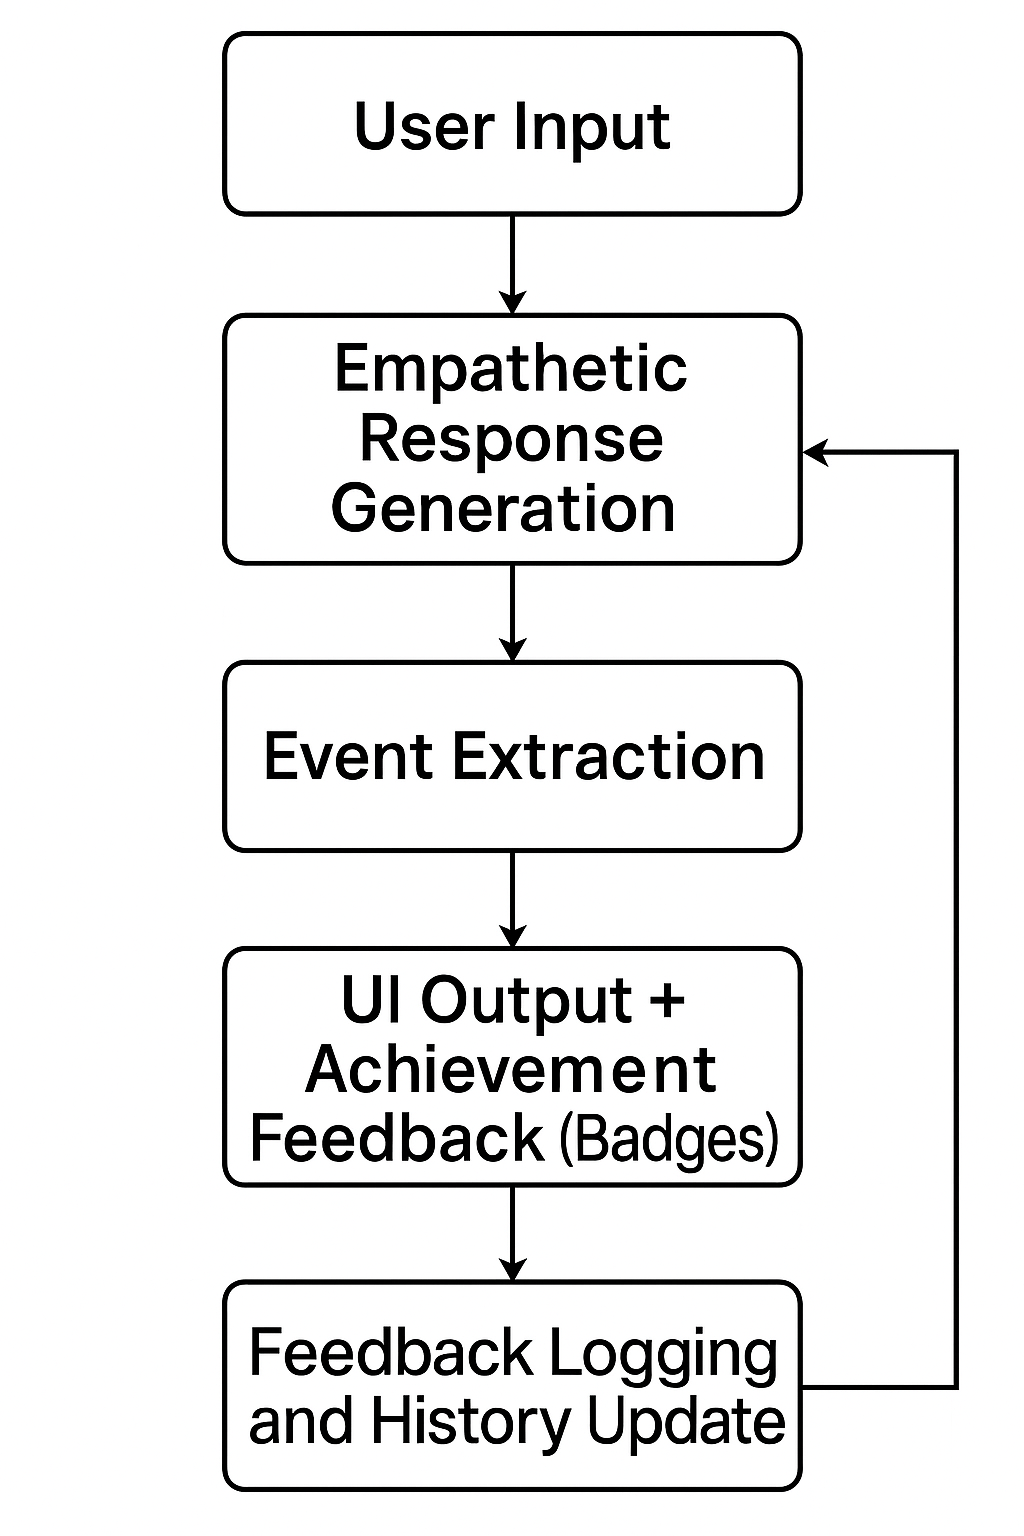 User Input
Empathetic
Response
Generation
Event Extraction
UI Output +
Achievement
Feedback (Badges)
Feedback Logging
and History Update